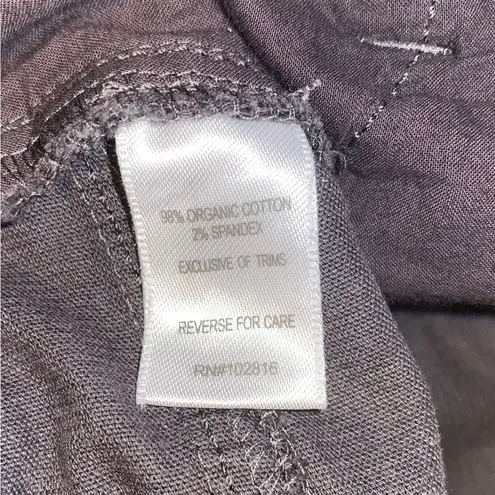 98% ORGANIC COTTON
2% SPANDEX
EXCLUSIVE OF TRIMS
REVERSE FOR CARE
RN#102816